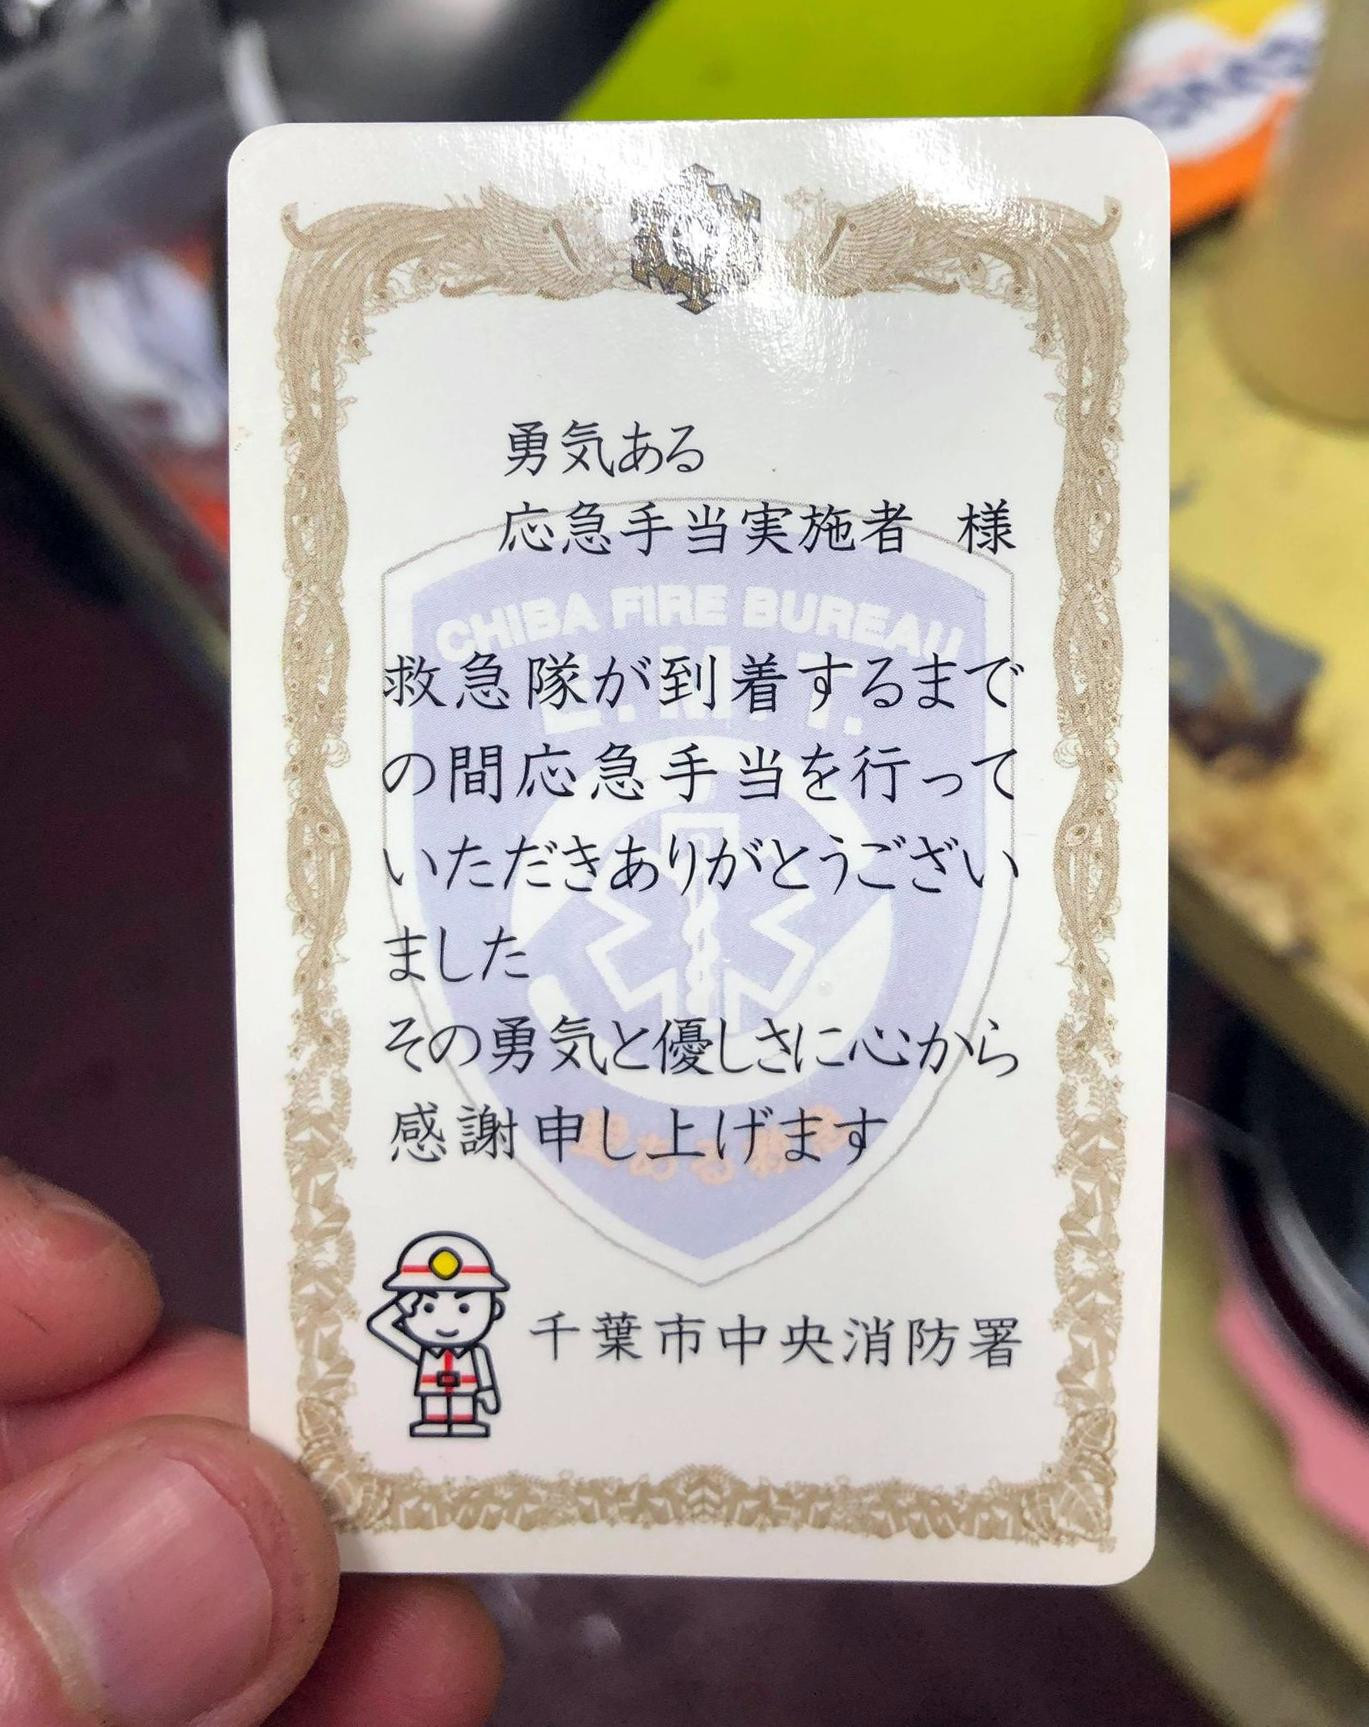 勇気ある
応急手当実施者 様
CHIBA FIRE BUREAU
E.M.T.
救急隊が到着するまで
の間応急手当を行って
いただきありがとうござい
ました
その勇気と優しさに心から
感謝申し上げます
千葉市中央消防署